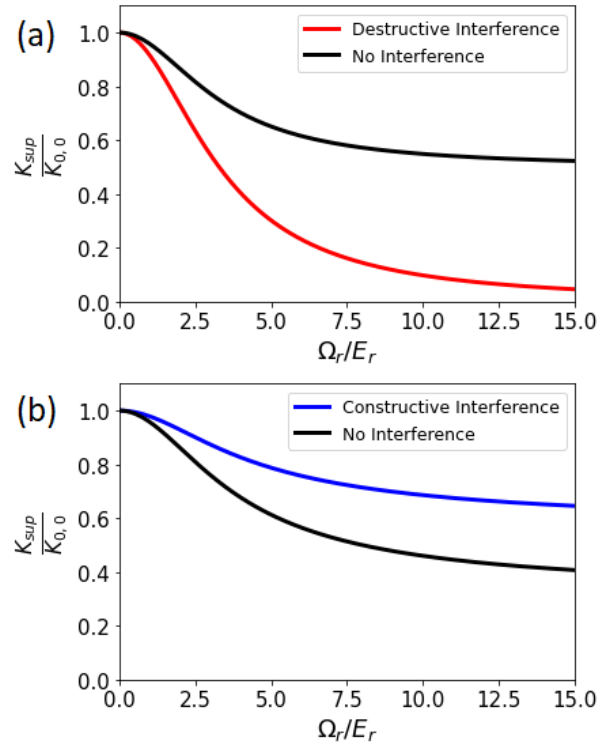 (a)
Destructive Interference
No Interference
1.0
0.8
0.6
0.4
0.2
0.0
K_sup
K_0, 0
0.0 2.5 5.0 7.5 10.0 12.5 15.0
Ω_r/E_r
(b)
Constructive Interference
No Interference
1.0
0.8
0.6
0.4
0.2
0.0
K_sup
K_0, 0
0.0 2.5 5.0 7.5 10.0 12.5 15.0
Ω_r/E_r